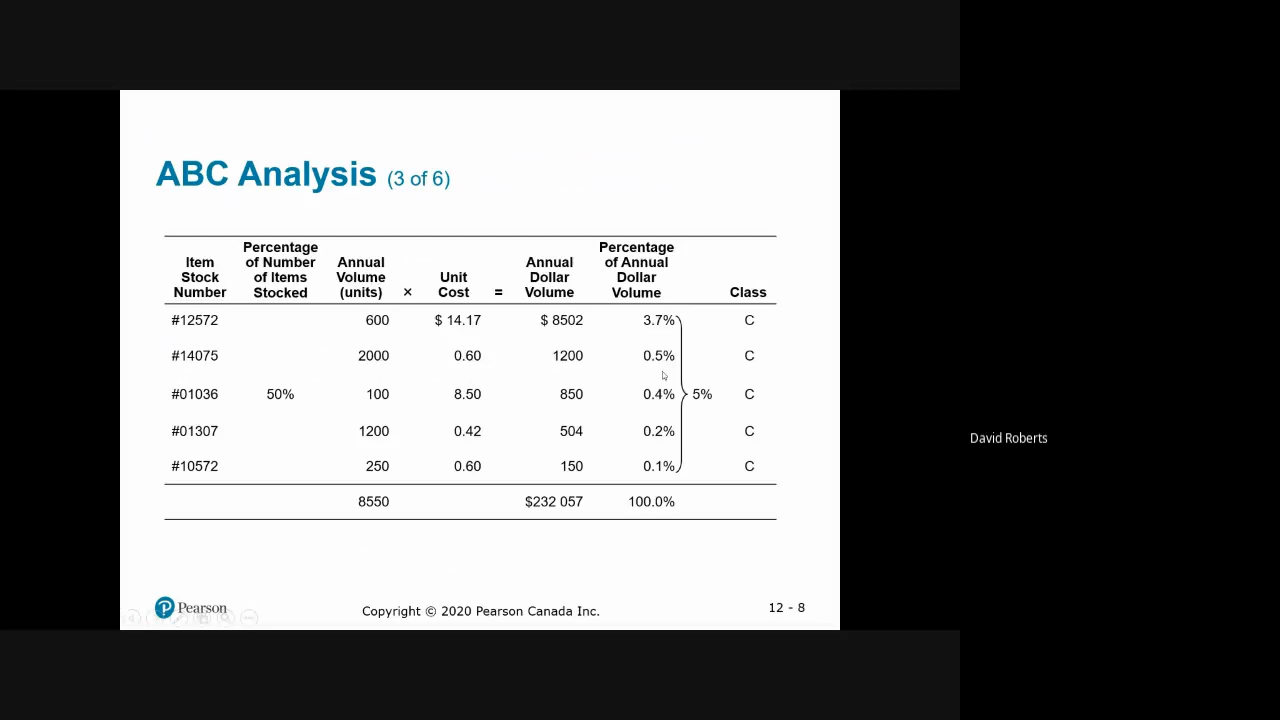 ABC Analysis (3 of 6)
Item Stock Number Percentage of Number of Items Stocked Annual Volume (units) × Unit Cost = Annual Dollar Volume Percentage of Annual Dollar Volume Class
#12572 600 $ 14.17 $ 8502 3.7% C
#14075 2000 0.60 1200 0.5% C
#01036 50% 100 8.50 850 0.4% 5% C
#01307 1200 0.42 504 0.2% C
#10572 250 0.60 150 0.1% C
8550 $232 057 100.0%
David Roberts
P Pearson
Copyright © 2020 Pearson Canada Inc.
12 - 8